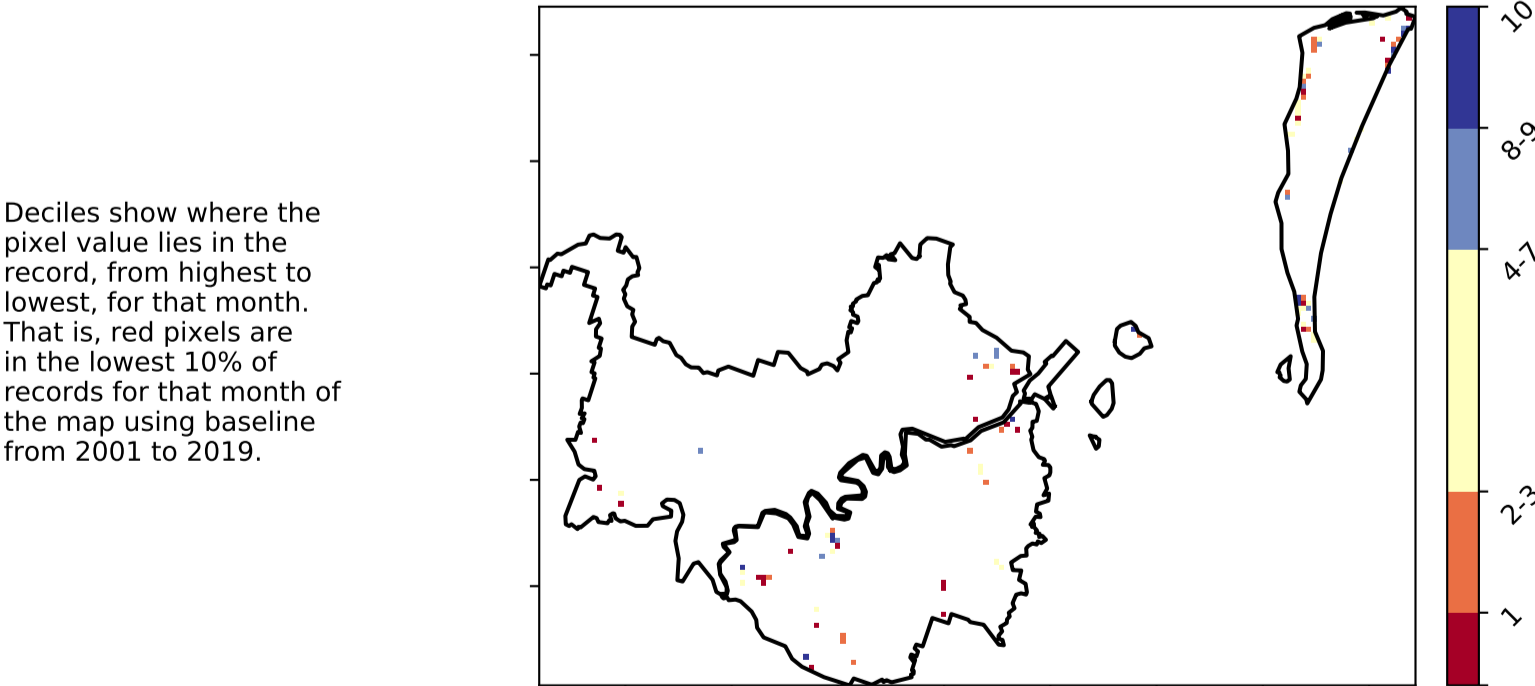 Deciles show where the
pixel value lies in the
record, from highest to
lowest, for that month.
That is, red pixels are
in the lowest 10% of
records for that month of
the map using baseline
from 2001 to 2019.
10
8-9
4-7
2-3
1